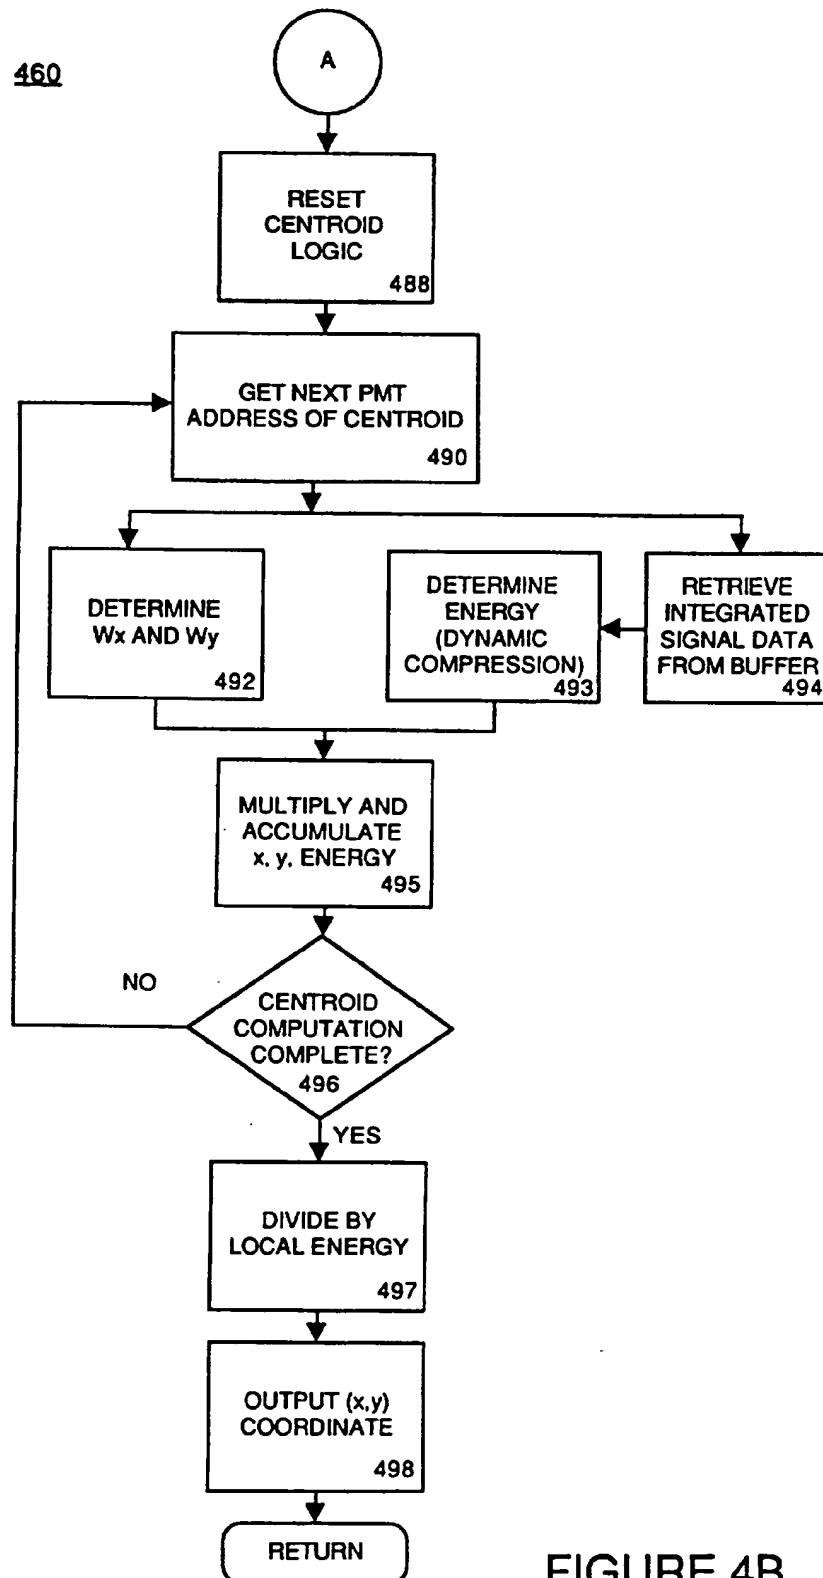 A
460
RESET
CENTROID
LOGIC
488
GET NEXT PMT
ADDRESS OF CENTROID
490
DETERMINE
Wx AND Wy
492
DETERMINE
ENERGY
(DYNAMIC
COMPRESSION)
493
RETRIEVE
INTEGRATED
SIGNAL DATA
FROM BUFFER
494
MULTIPLY AND
ACCUMULATE
x, y, ENERGY
495
NO
CENTROID
COMPUTATION
COMPLETE?
496
YES
DIVIDE BY
LOCAL ENERGY
497
OUTPUT (x,y)
COORDINATE
498
RETURN
FIGURE 4B